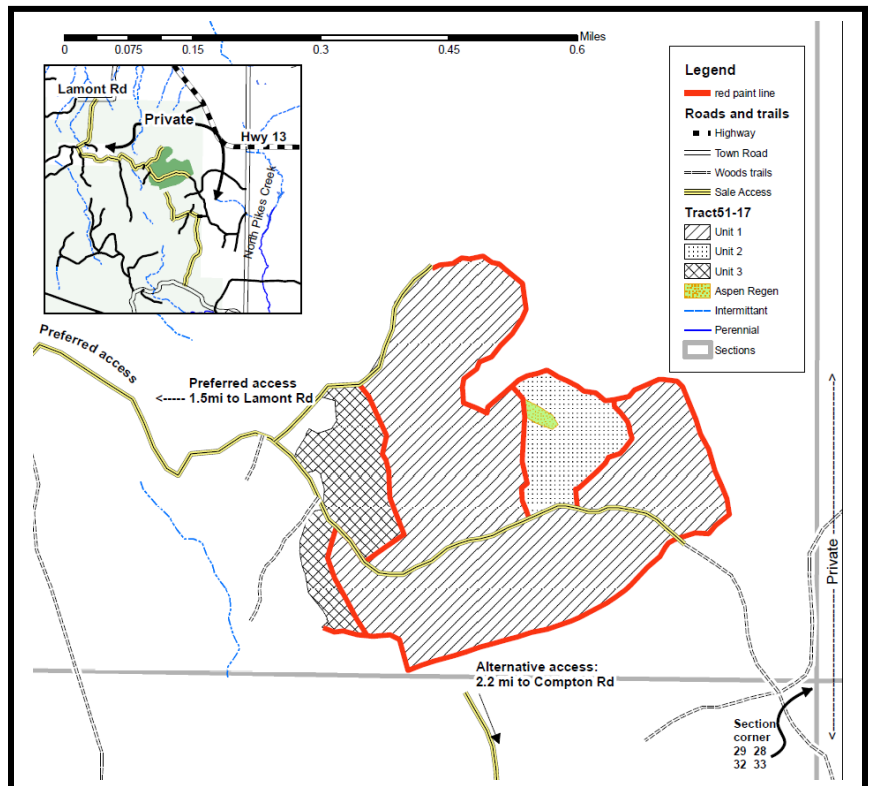 0 0.075 0.15 0.3 0.45 0.6 Miles
Lamont Rd
Private
Hwy 13
North Pikes Creek
Legend
red paint line
Roads and trails
Highway
Town Road
Woods trails
Sale Access
Tract51-17
Unit 1
Unit 2
Unit 3
Aspen Regen
Intermittant
Perennial
Sections
Preferred access
Preferred access
<----- 1.5mi to Lamont Rd
Private
Alternative access:
2.2 mi to Compton Rd
Section
corner
29 28
32 33